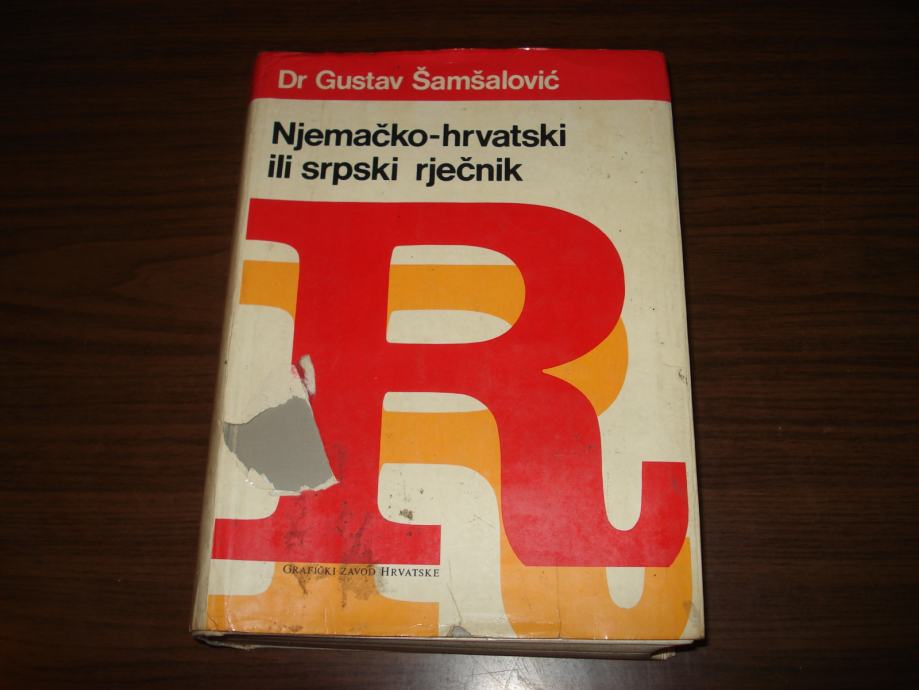 Dr Gustav Šamšalović
Njemačko-hrvatski
ili srpski rječnik
R
GRAFIČKI ZAVOD HRVATSKE